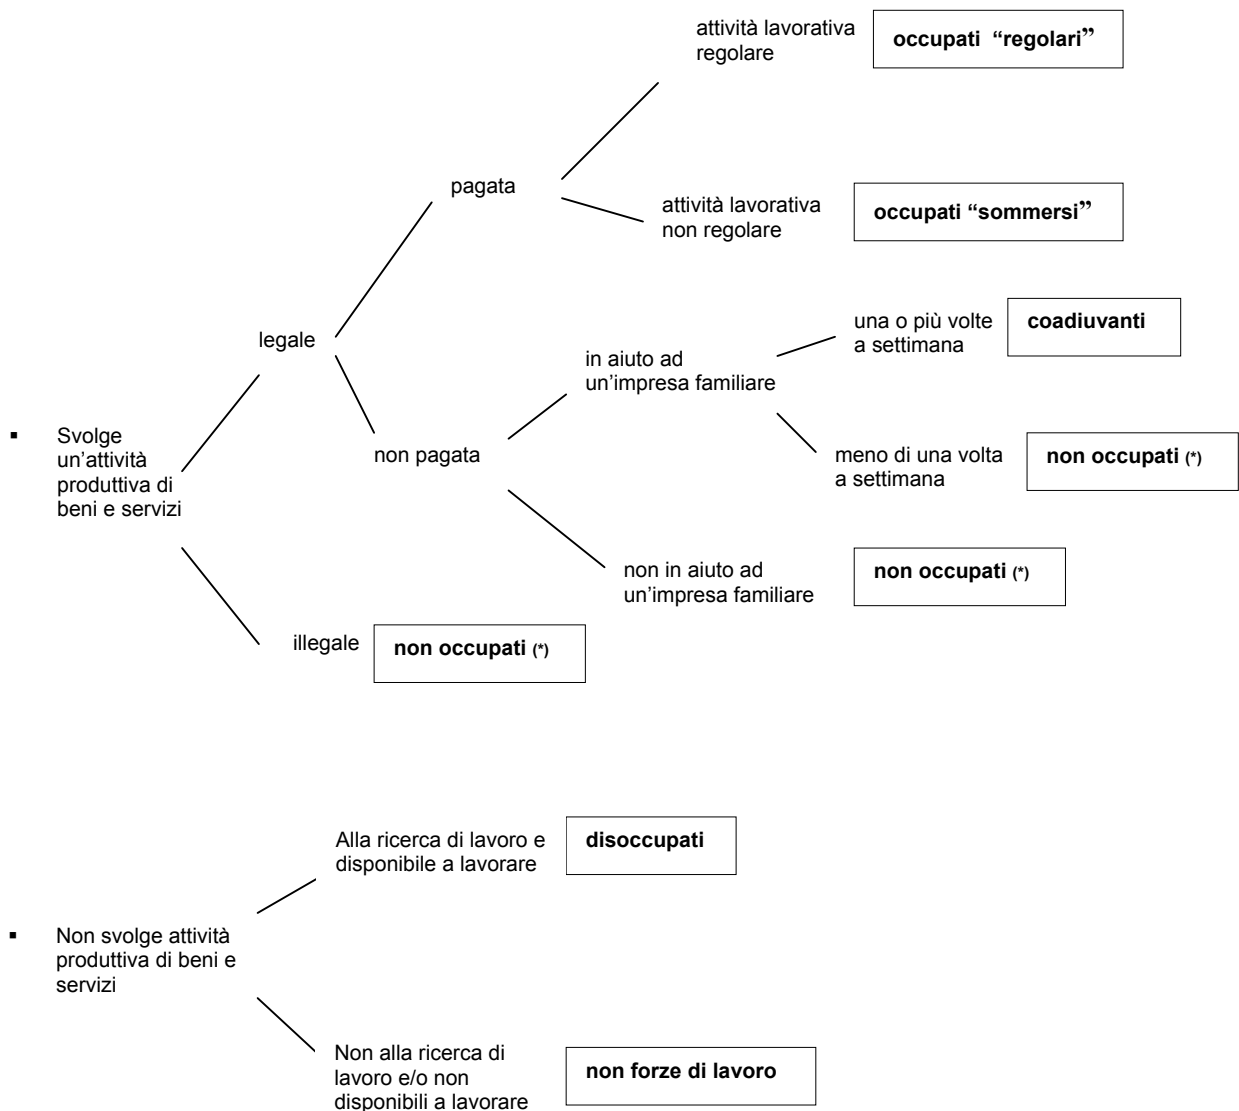 attività lavorativa
regolare
occupati “regolari”
pagata
attività lavorativa
non regolare
occupati “sommersi”
legale
una o più volte
a settimana
coadiuvanti
in aiuto ad
un’impresa familiare
▪ Svolge
un’attività
produttiva di
beni e servizi
non pagata
meno di una volta
a settimana
non occupati (*)
non in aiuto ad
un’impresa familiare
non occupati (*)
illegale
non occupati (*)
Alla ricerca di lavoro e
disponibile a lavorare
disoccupati
▪ Non svolge attività
produttiva di beni e
servizi
Non alla ricerca di
lavoro e/o non
disponibili a lavorare
non forze di lavoro